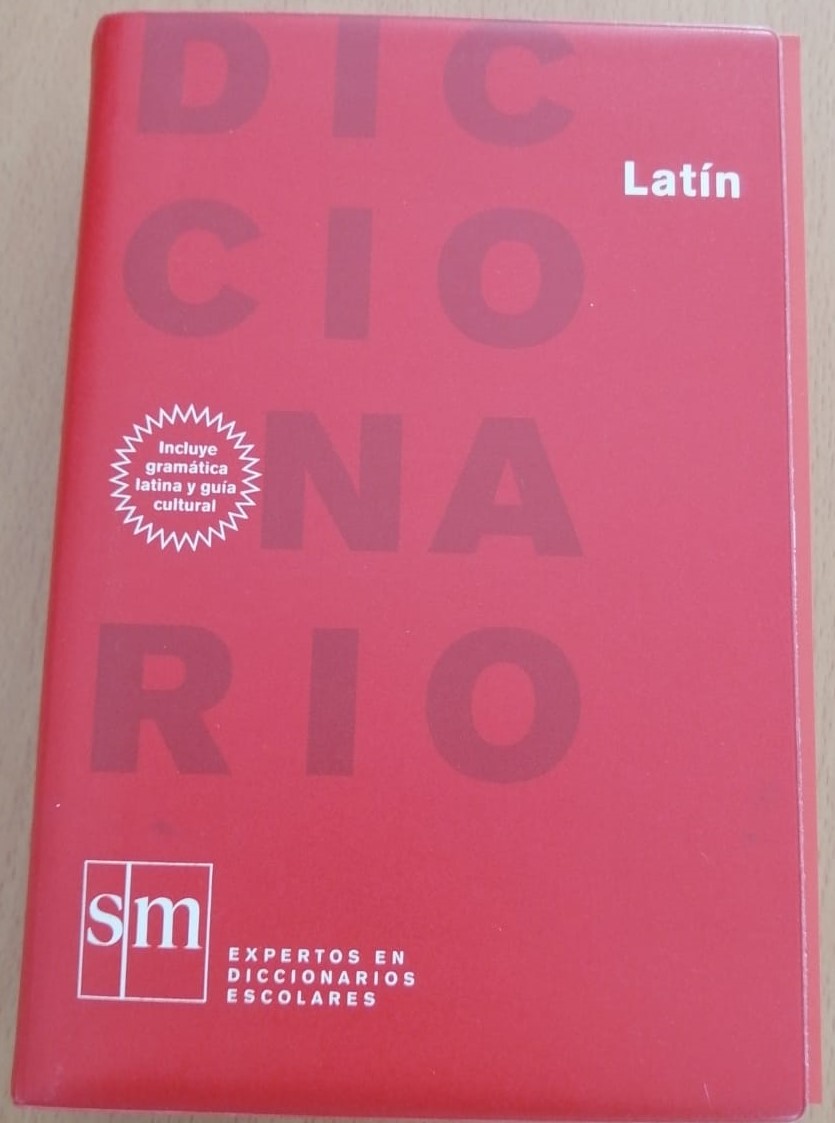 DIC
Latín
CIO
NA
Incluye
gramática
latina y guía
cultural
RIO
sm
EXPERTOS EN
DICCIONARIOS
ESCOLARES